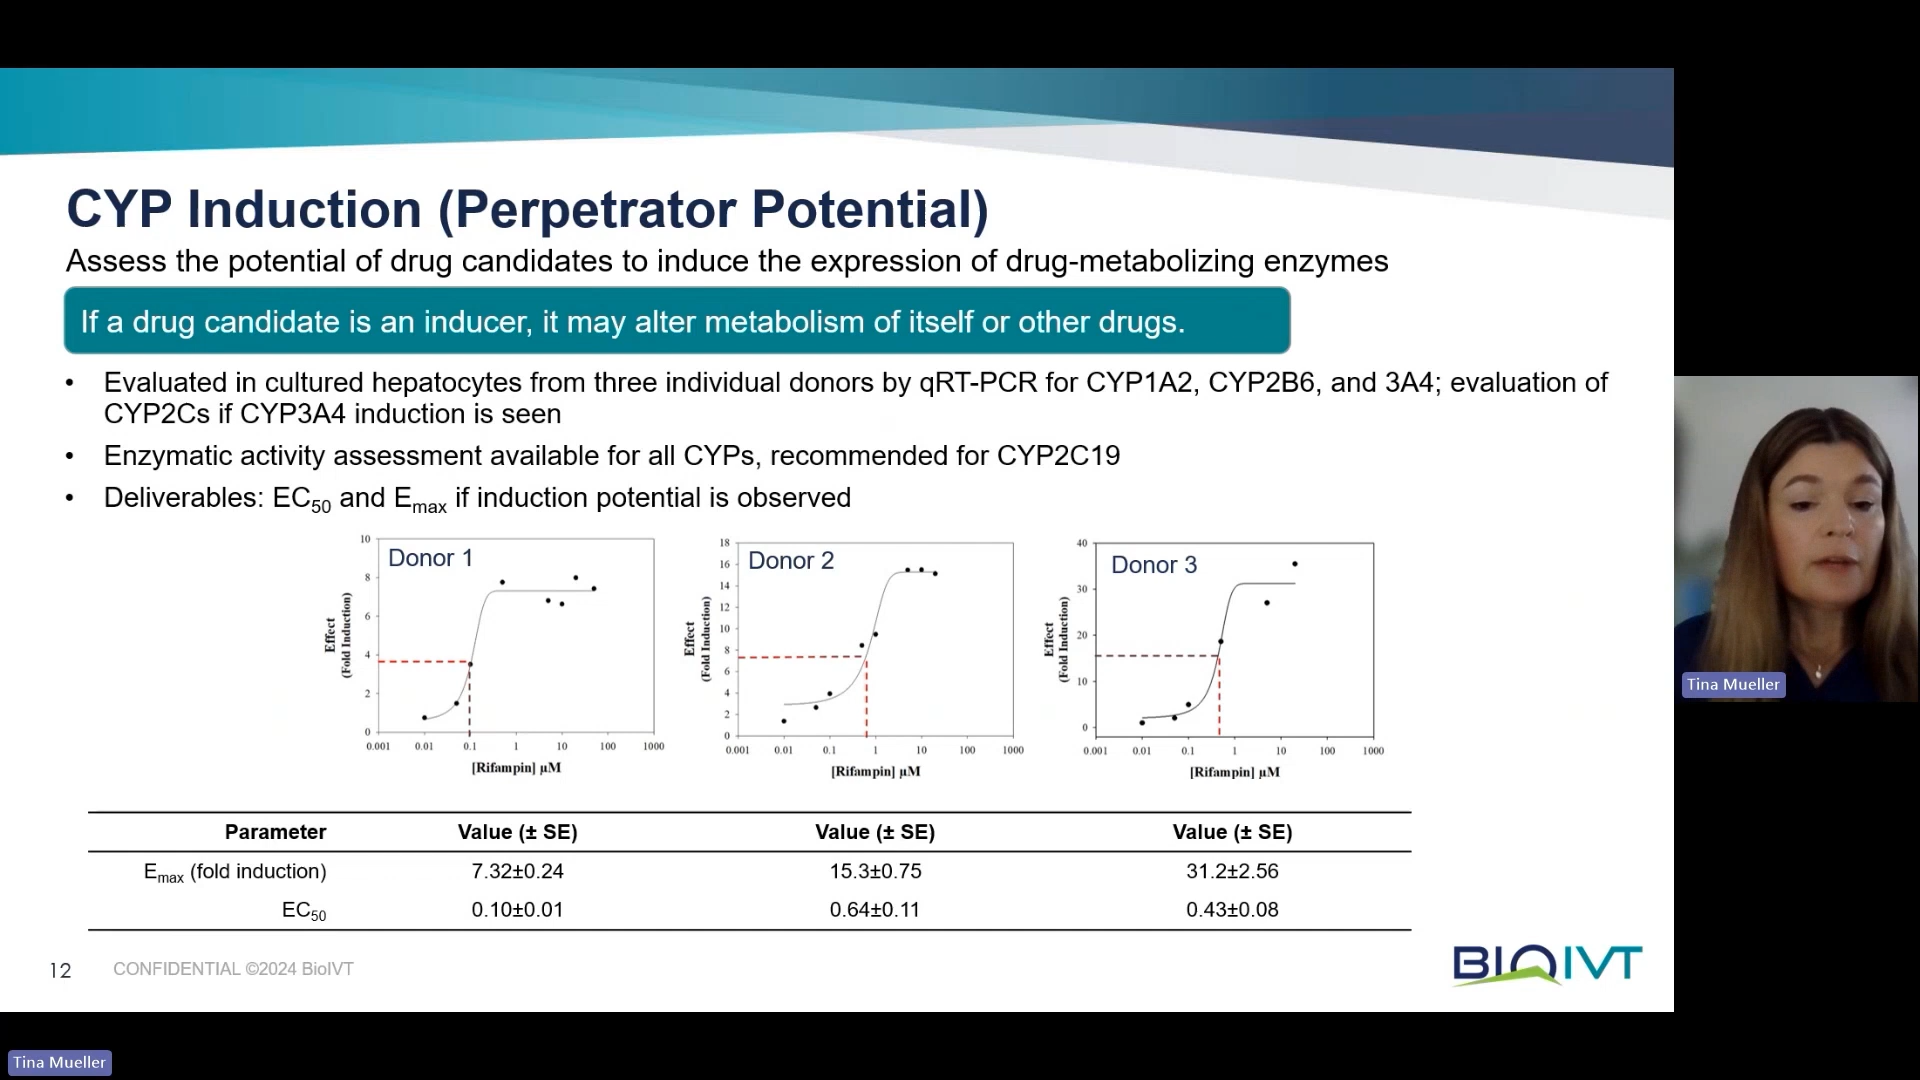 CYP Induction (Perpetrator Potential)
Assess the potential of drug candidates to induce the expression of drug-metabolizing enzymes
If a drug candidate is an inducer, it may alter metabolism of itself or other drugs.
• Evaluated in cultured hepatocytes from three individual donors by qRT-PCR for CYP1A2, CYP2B6, and 3A4; evaluation of
CYP2Cs if CYP3A4 induction is seen
• Enzymatic activity assessment available for all CYPs, recommended for CYP2C19
• Deliverables: EC50 and Emax if induction potential is observed
Donor 1
Effect
(Fold Induction)
10
8
6
4
2
0
0.001 0.01 0.1 1 10 100 1000
[Rifampin] µM
Donor 2
Effect
(Fold Induction)
18
16
14
12
10
8
6
4
2
0
0.001 0.01 0.1 1 10 100 1000
[Rifampin] µM
Donor 3
Effect
(Fold Induction)
40
30
20
10
0
0.001 0.01 0.1 1 10 100 1000
[Rifampin] µM
Parameter Value (± SE) Value (± SE) Value (± SE)
Emax (fold induction) 7.32±0.24 15.3±0.75 31.2±2.56
EC50 0.10±0.01 0.64±0.11 0.43±0.08
12 CONFIDENTIAL ©2024 BioIVT
BIOIVT
Tina Mueller
Tina Mueller